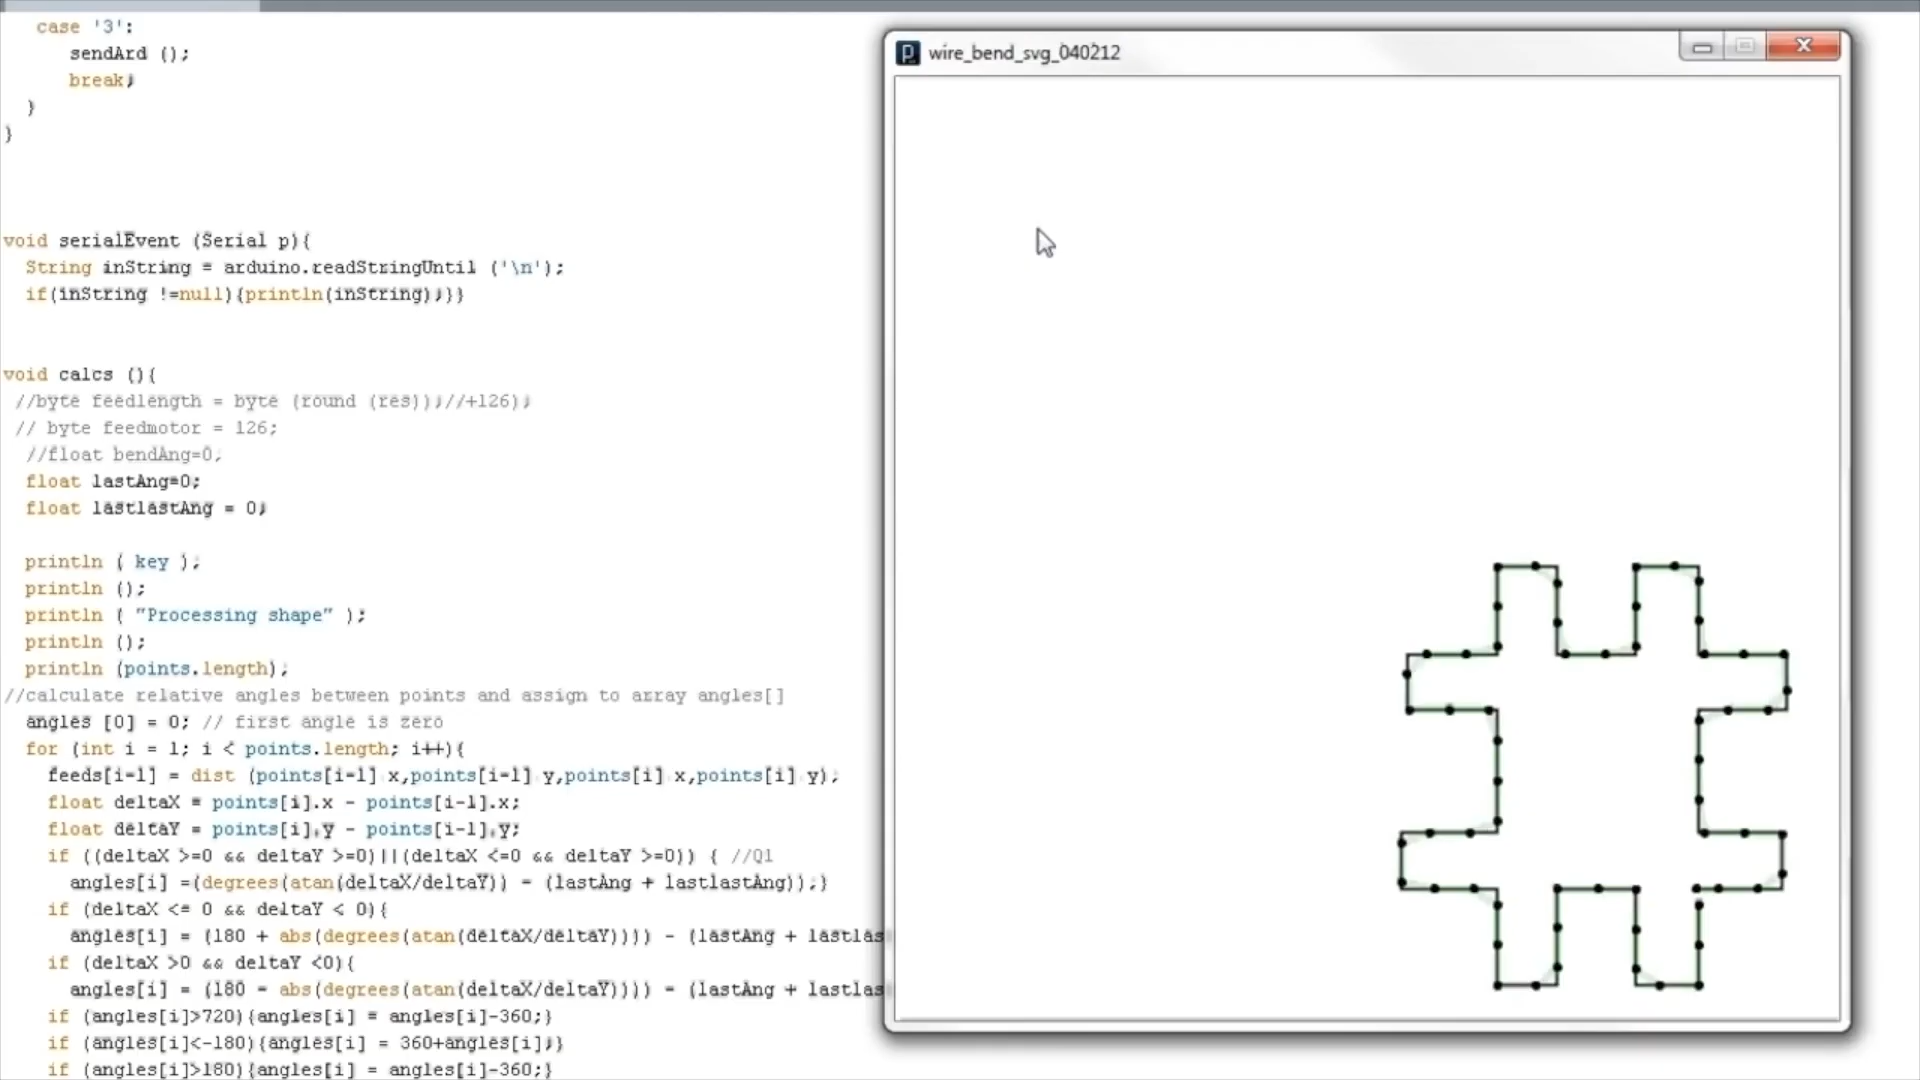 case '3':
sendArd ();
break;
}
}
void serialEvent (Serial p){
String inString = arduino.readStringUntil ('\n');
if(inString !=null){println(inString);}}
void calcs (){
//byte feedlength = byte (round (res));//+126);
// byte feedmotor = 126;
//float bendAng=0;
float lastAng=0;
float lastlastAng = 0;
println ( key );
println ();
println ( "Processing shape" );
println ();
println (points.length);
//calculate relative angles between points and assign to array angles[]
angles [0] = 0; // first angle is zero
for (int i = 1; i < points.length; i++){
feeds[i-1] = dist (points[i-1].x,points[i-1].y,points[i].x,points[i].y);
float deltaX = points[i].x - points[i-1].x;
float deltaY = points[i].y - points[i-1].y;
if ((deltaX >=0 && deltaY >=0)||(deltaX <=0 && deltaY >=0)) { //Q1
angles[i] =(degrees(atan(deltaX/deltaY)) - (lastAng + lastlastAng));}
if (deltaX <= 0 && deltaY < 0){
angles[i] = (180 + abs(degrees(atan(deltaX/deltaY)))) - (lastAng + lastlas
if (deltaX >0 && deltaY <0){
angles[i] = (180 - abs(degrees(atan(deltaX/deltaY)))) - (lastAng + lastlas
if (angles[i]>720){angles[i] = angles[i]-360;}
if (angles[i]<-180){angles[i] = 360+angles[i];}
if (angles[i]>180){angles[i] = angles[i]-360;}
wire_bend_svg_040212